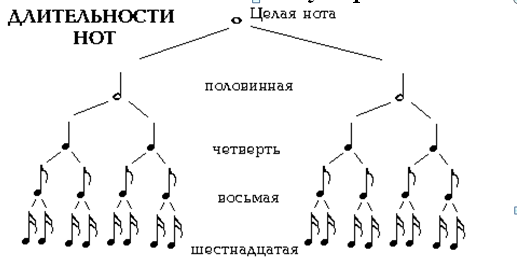 ДЛИТЕЛЬНОСТИ
НОТ
Целая нота
половинная
четверть
восьмая
шестнадцатая